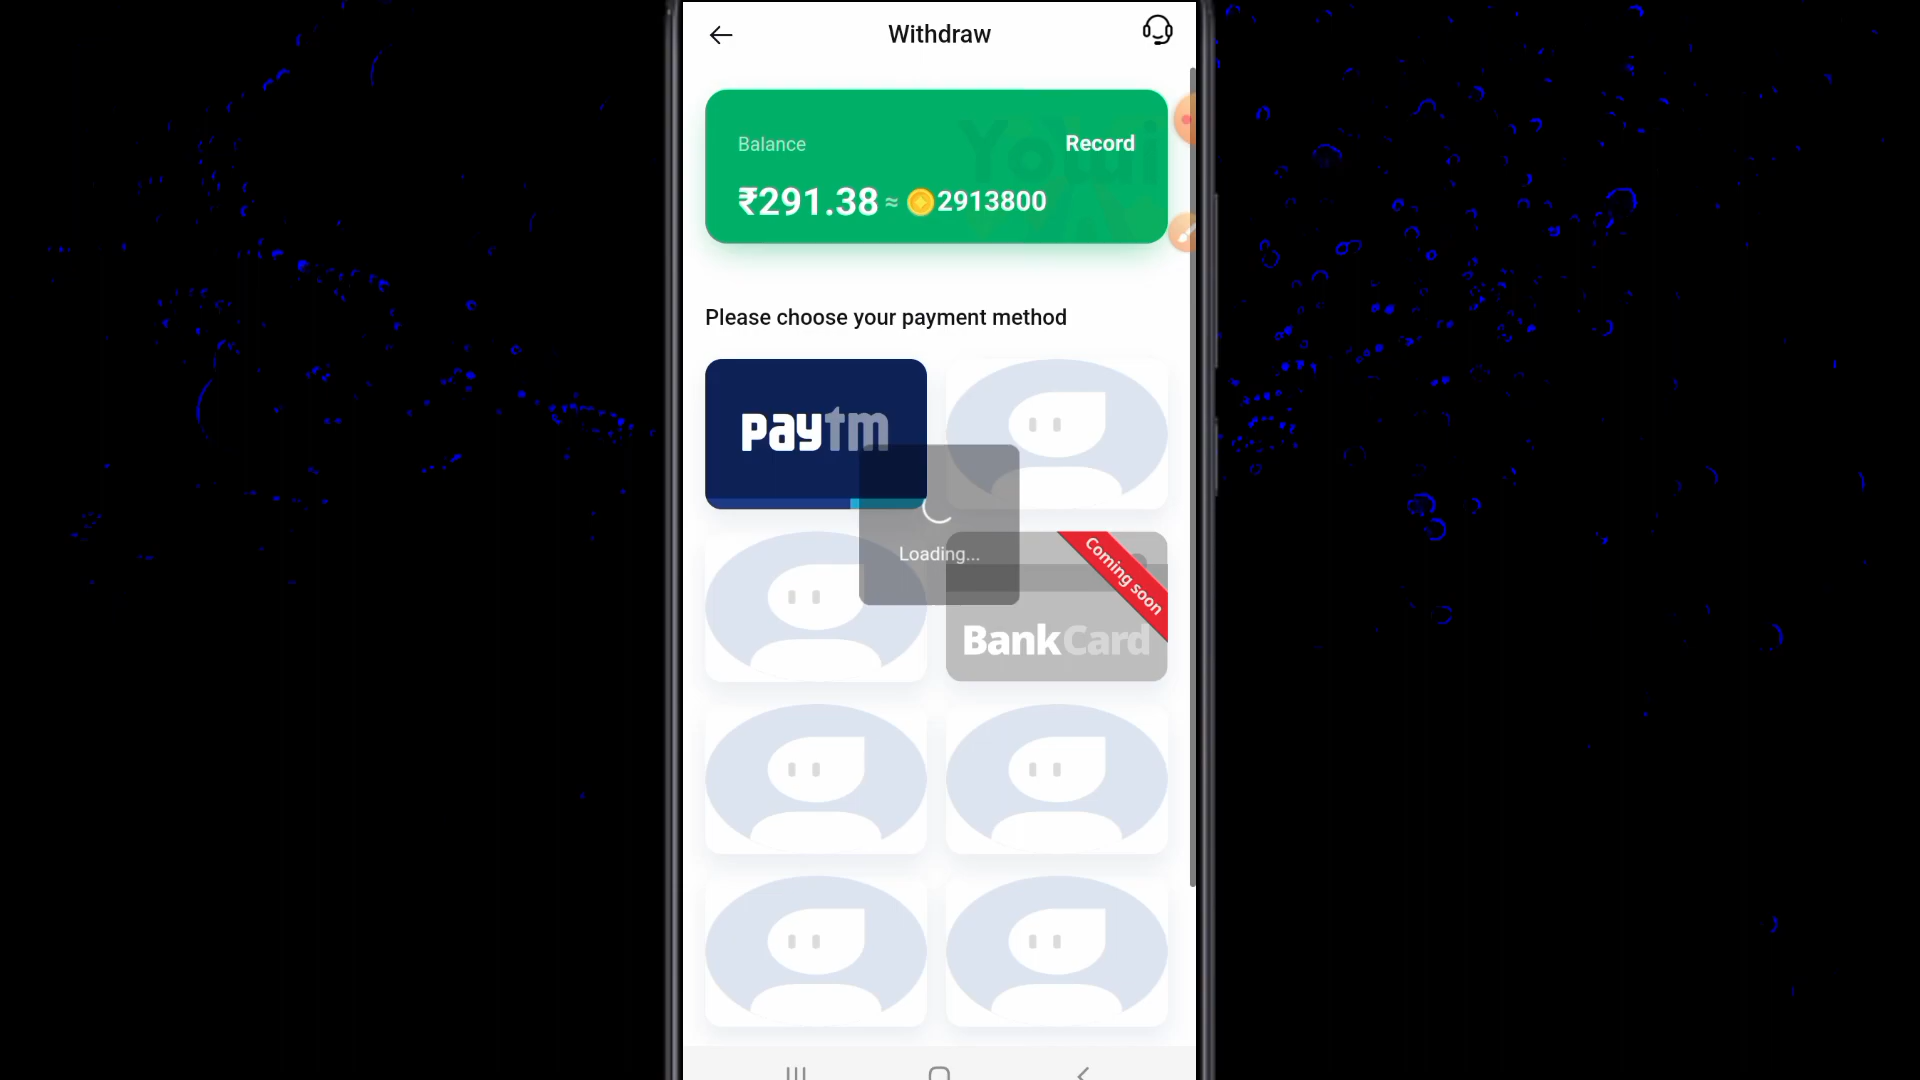 Withdraw
Balance
Record
₹291.38 ≈ 2913800
Please choose your payment method
paytm
Loading...
Coming soon
BankCard